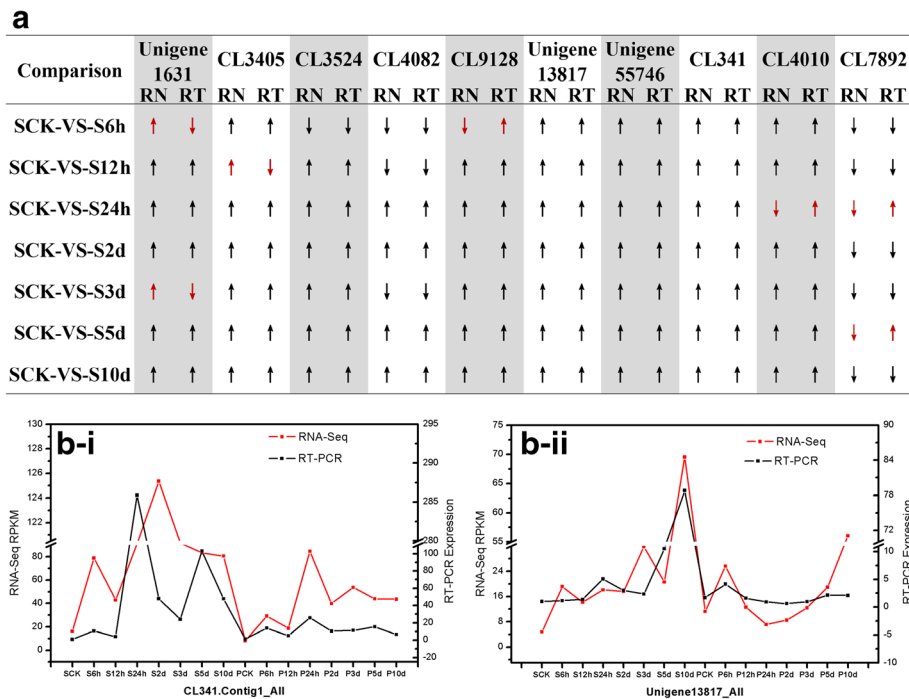 a
Comparison Unigene 1631 CL3405 CL3524 CL4082 CL9128 Unigene 13817 Unigene 55746 CL341 CL4010 CL7892
RN RT RN RT RN RT RN RT RN RT RN RT RN RT RN RT RN RT RN RT
SCK-VS-S6h ↑ ↓ ↑ ↑ ↓ ↓ ↓ ↓ ↓ ↑ ↑ ↑ ↑ ↑ ↑ ↑ ↑ ↑ ↓ ↓
SCK-VS-S12h ↑ ↑ ↑ ↓ ↑ ↑ ↓ ↓ ↑ ↑ ↑ ↑ ↑ ↑ ↑ ↑ ↑ ↑ ↓ ↓
SCK-VS-S24h ↑ ↑ ↑ ↑ ↑ ↑ ↑ ↑ ↑ ↑ ↑ ↑ ↑ ↑ ↑ ↑ ↓ ↑ ↓ ↑
SCK-VS-S2d ↑ ↑ ↑ ↑ ↑ ↑ ↑ ↑ ↑ ↑ ↑ ↑ ↑ ↑ ↑ ↑ ↑ ↑ ↓ ↓
SCK-VS-S3d ↑ ↓ ↑ ↑ ↑ ↑ ↓ ↓ ↑ ↑ ↑ ↑ ↑ ↑ ↑ ↑ ↑ ↑ ↓ ↓
SCK-VS-S5d ↑ ↑ ↑ ↑ ↑ ↑ ↑ ↑ ↑ ↑ ↑ ↑ ↑ ↑ ↑ ↑ ↑ ↑ ↓ ↑
SCK-VS-S10d ↑ ↑ ↑ ↑ ↑ ↑ ↑ ↑ ↑ ↑ ↑ ↑ ↑ ↑ ↑ ↑ ↑ ↑ ↓ ↓
b-i
RNA-Seq
RT-PCR
RNA-Seq RPKM
130
128
126
124
122
120
80
60
40
20
0
295
290
285
280
100
80
60
40
20
0
-20
RT-PCR Expression
SCK S6h S12h S24h S2d S3d S5d S10d PCK P6h P12h P24h P2d P3d P5d P10d
CL341.Contig1_All
b-ii
RNA-Seq
RT-PCR
RNA-Seq RPKM
75
70
65
60
55
24
16
8
0
90
84
78
72
10
5
0
-5
-10
RT-PCR Expression
SCK S6h S12h S24h S2d S3d S5d S10d PCK P6h P12h P24h P2d P3d P5d P10d
Unigene13817_All